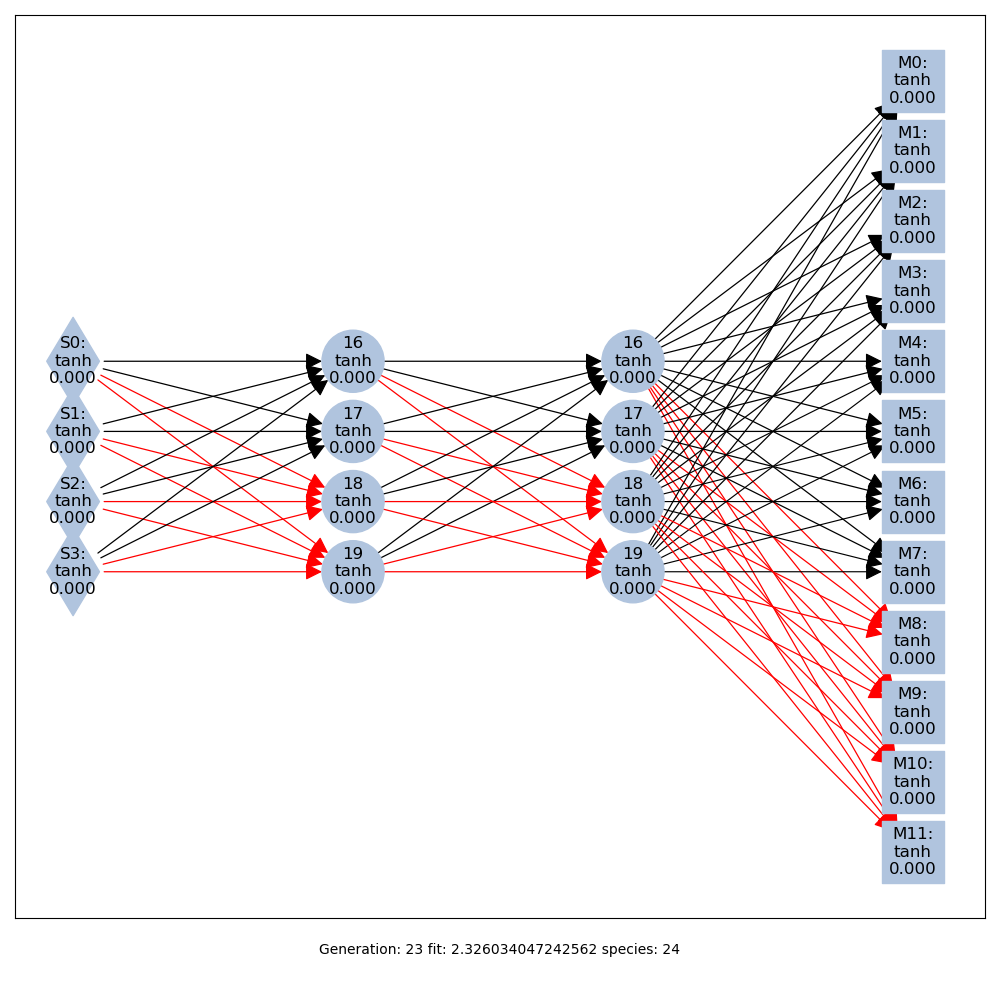 M0:
tanh
0.000
M1:
tanh
0.000
M2:
tanh
0.000
M3:
tanh
0.000
S0:
tanh
0.000
16
tanh
0.000
16
tanh
0.000
M4:
tanh
0.000
S1:
tanh
0.000
17
tanh
0.000
17
tanh
0.000
M5:
tanh
0.000
S2:
tanh
0.000
18
tanh
0.000
18
tanh
0.000
M6:
tanh
0.000
S3:
tanh
0.000
19
tanh
0.000
19
tanh
0.000
M7:
tanh
0.000
M8:
tanh
0.000
M9:
tanh
0.000
M10:
tanh
0.000
M11:
tanh
0.000
Generation: 23 fit: 2.326034047242562 species: 24